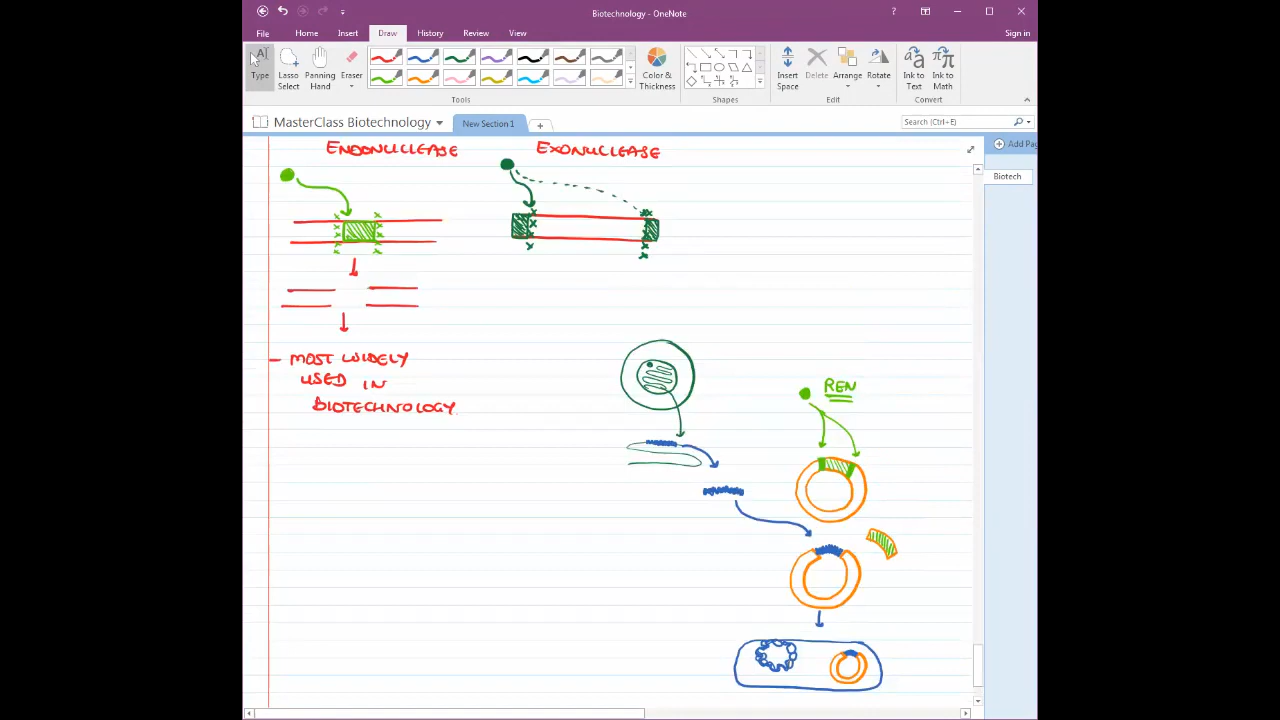 Biotechnology - OneNote
Sign in
File Home Insert Draw History Review View
Type
Lasso Select
Panning Hand
Eraser
Color & Thickness
Insert Space
Delete
Arrange
Rotate
Ink to Text
Ink to Math
Tools
Shapes
Edit
Convert
MasterClass Biotechnology
New Section 1
Search (Ctrl+E)
Add Pag
Biotech
ENDONUCLEASE
EXONUCLEASE
- MOST WIDELY
USED IN
BIOTECHNOLOGY
REN